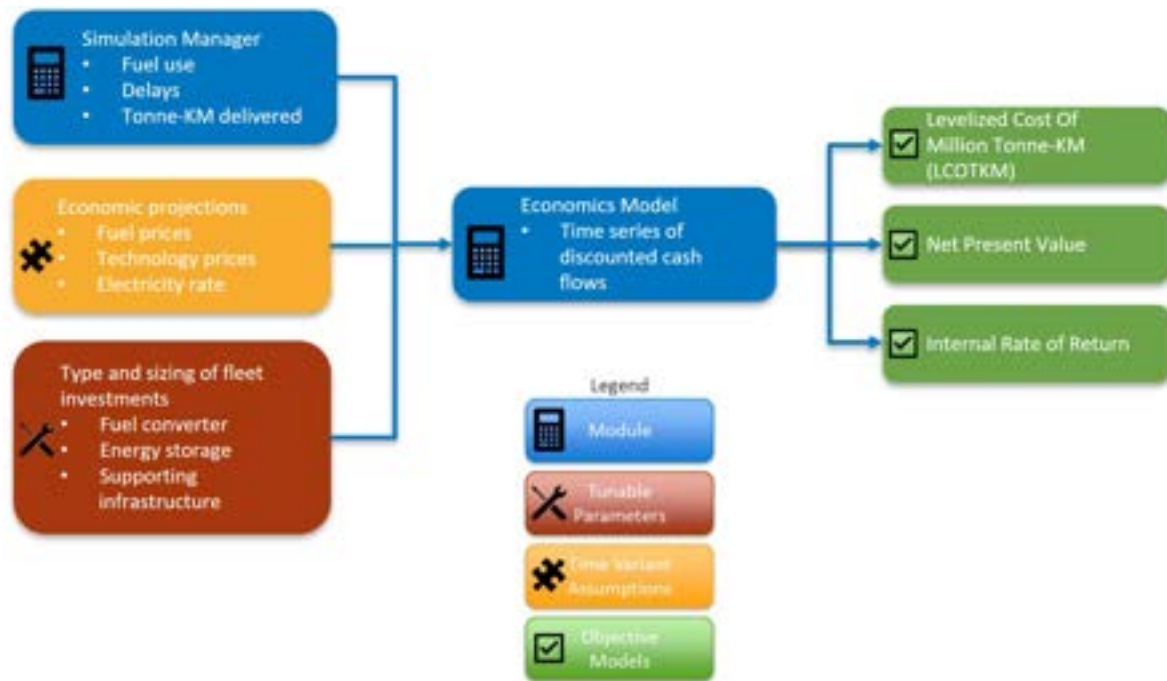 Simulation Manager
• Fuel use
• Delays
• Tonne-KM delivered
Economic projections
• Fuel prices
• Technology prices
• Electricity rate
Type and sizing of fleet
investments
• Fuel converter
• Energy storage
• Supporting
infrastructure
Economics Model
• Time series of
discounted cash
flows
Levelized Cost Of
Million Tonne-KM
(LCOTKM)
Net Present Value
Internal Rate of Return
Legend
Module
Tunable
Parameters
Time Variant
Assumptions
Objective
Models